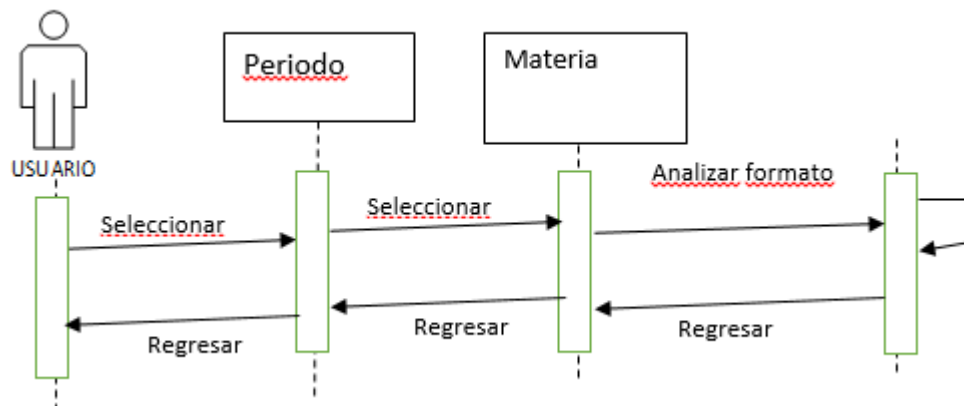 Periodo
Materia
USUARIO
Analizar formato
Seleccionar
Seleccionar
Regresar
Regresar
Regresar